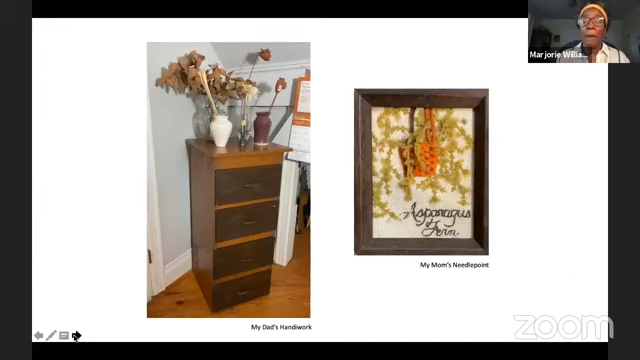 Marjorie Willia...
Asparagus
Fern
My Mom's Needlepoint
My Dad's Handiwork
zoom